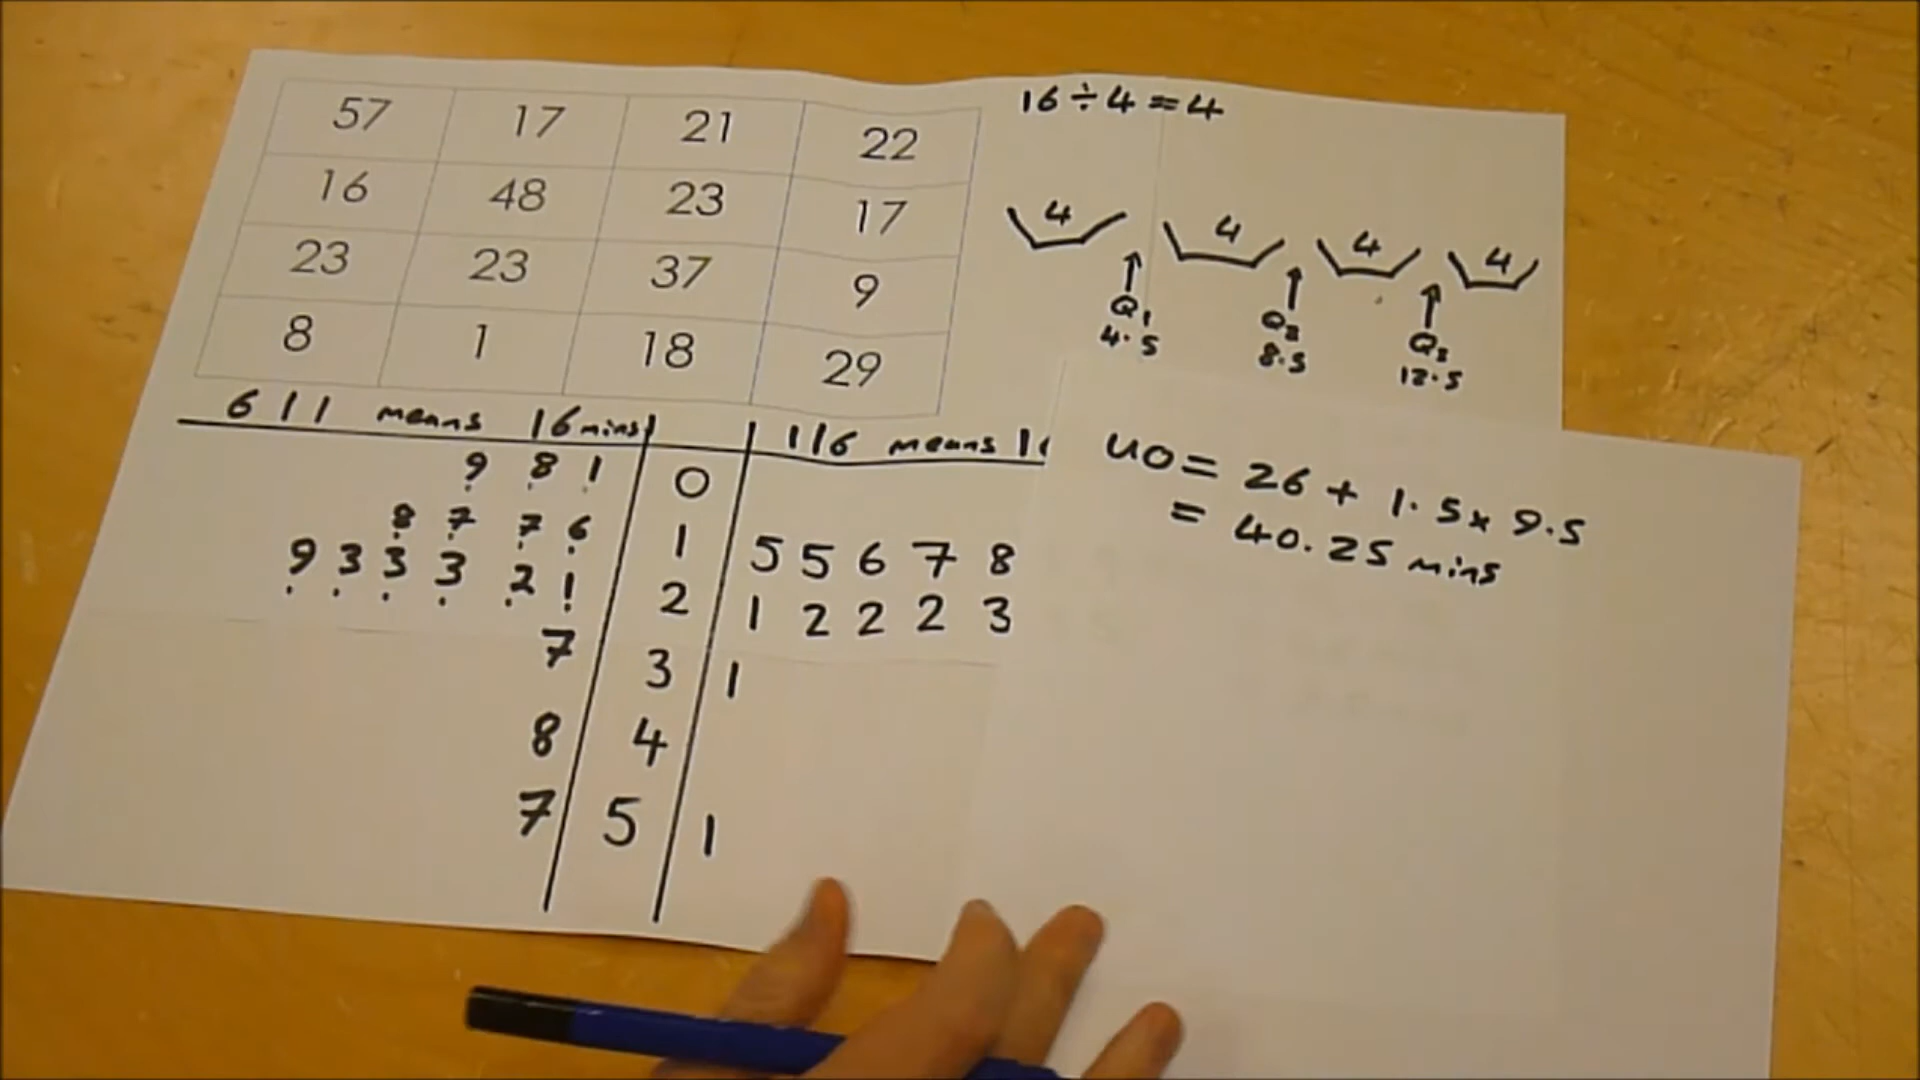 57 17 21 22
16 48 23 17
23 23 37 9
8 1 18 29
16 ÷ 4 = 4
4 4 4 4
Q1 Q2 Q3
4.5 8.5 12.5
6 | 1 means 16 mins
1 | 6 means 1
9 8 1 0
8 7 7 6 1 5 5 6 7 8
9 3 3 3 2 1 2 1 2 2 2 3
7 3 1
8 4
7 5 1
UO = 26 + 1.5 × 9.5
= 40.25 mins